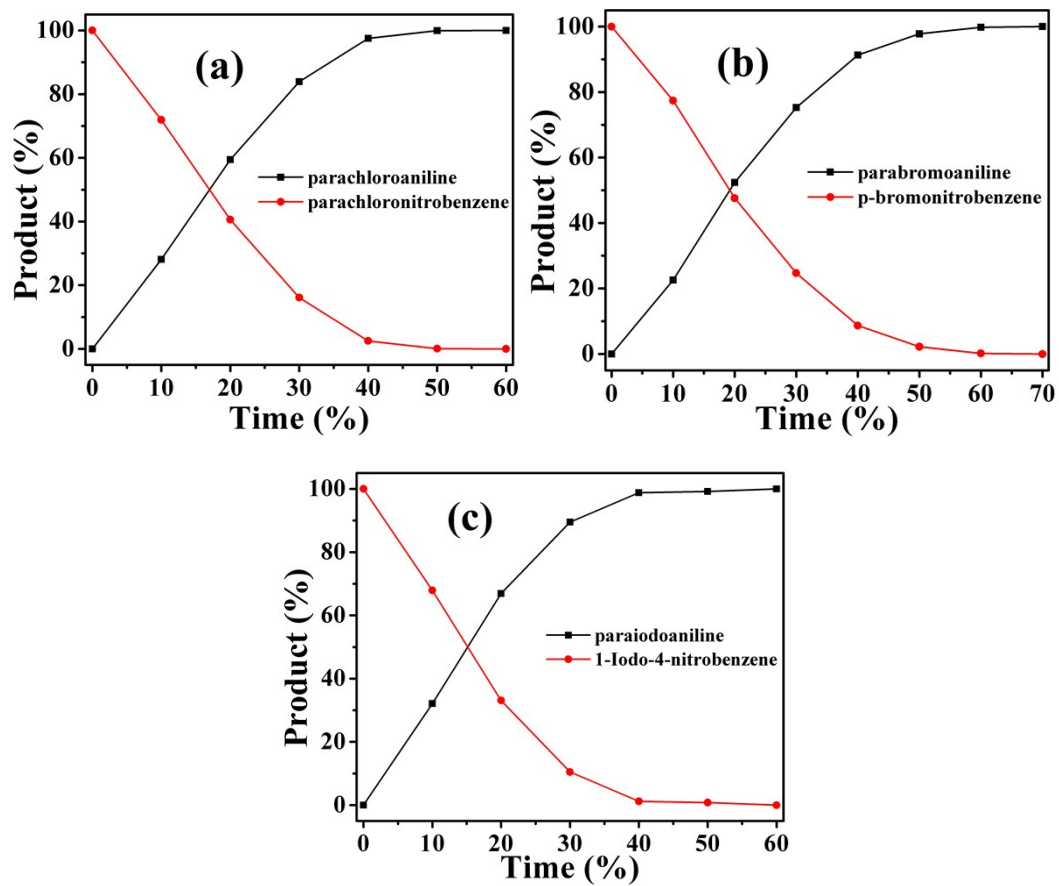 (a)
Product (%)
100
80
60
40
20
0
parachloroaniline
parachloronitrobenzene
0 10 20 30 40 50 60
Time (%)
(b)
Product (%)
100
80
60
40
20
0
parabromoaniline
p-bromonitrobenzene
0 10 20 30 40 50 60 70
Time (%)
(c)
Product (%)
100
80
60
40
20
0
paraiodoaniline
1-Iodo-4-nitrobenzene
0 10 20 30 40 50 60
Time (%)